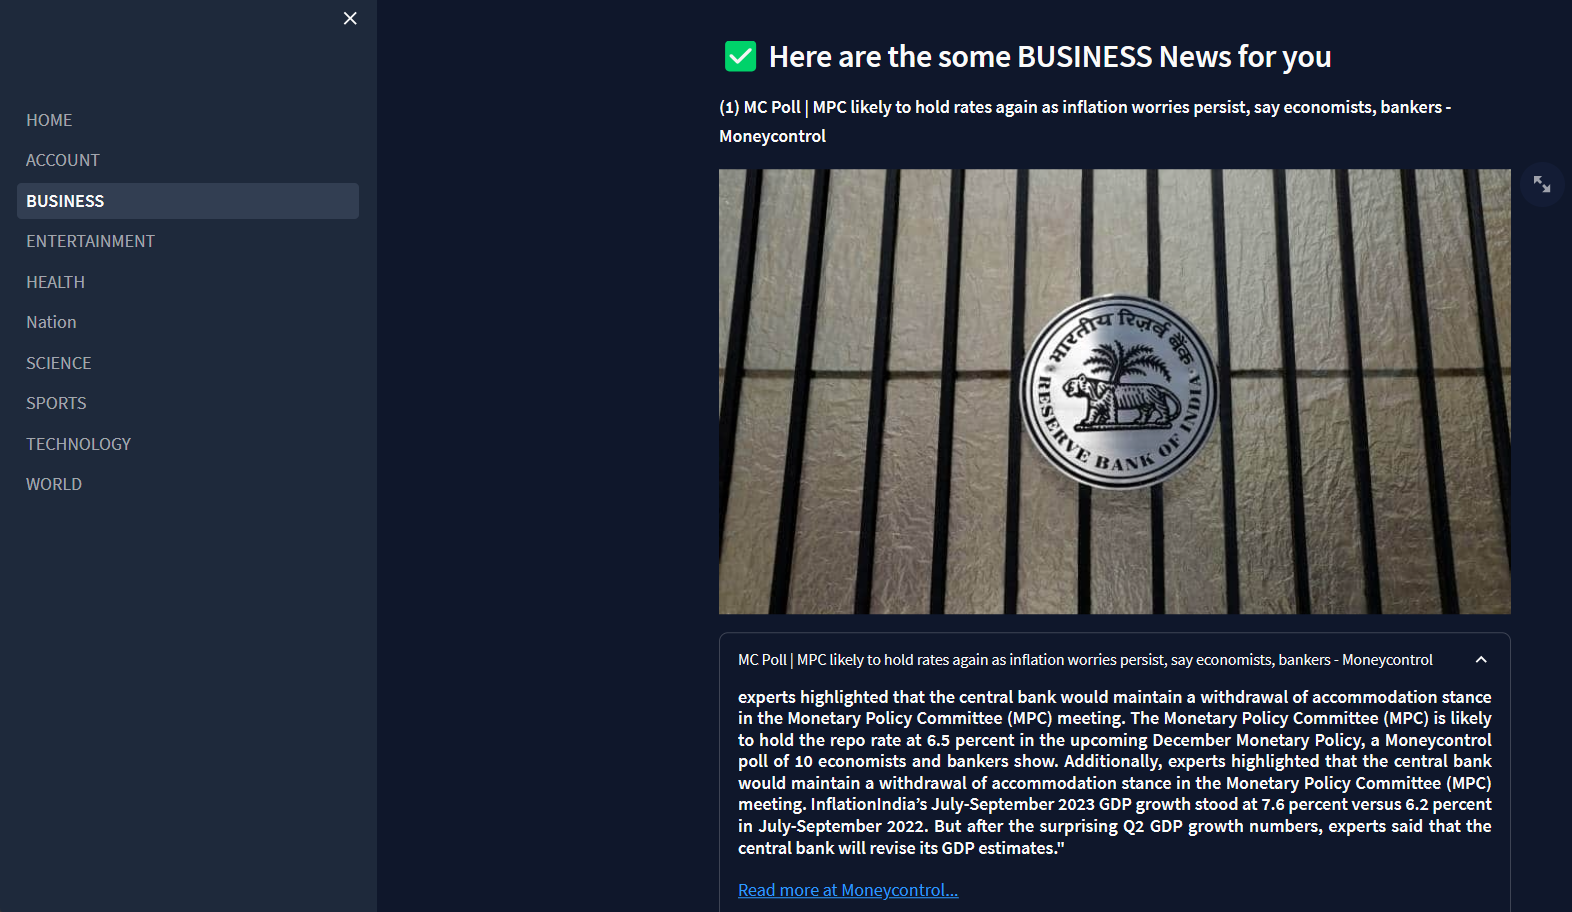 HOME
ACCOUNT
BUSINESS
ENTERTAINMENT
HEALTH
Nation
SCIENCE
SPORTS
TECHNOLOGY
WORLD
Here are the some BUSINESS News for you
(1) MC Poll | MPC likely to hold rates again as inflation worries persist, say economists, bankers -
Moneycontrol
भारतीय रिज़र्व बैंक
RESERVE BANK OF INDIA
MC Poll | MPC likely to hold rates again as inflation worries persist, say economists, bankers - Moneycontrol
experts highlighted that the central bank would maintain a withdrawal of accommodation stance
in the Monetary Policy Committee (MPC) meeting. The Monetary Policy Committee (MPC) is likely
to hold the repo rate at 6.5 percent in the upcoming December Monetary Policy, a Moneycontrol
poll of 10 economists and bankers show. Additionally, experts highlighted that the central bank
would maintain a withdrawal of accommodation stance in the Monetary Policy Committee (MPC)
meeting. InflationIndia’s July-September 2023 GDP growth stood at 7.6 percent versus 6.2 percent
in July-September 2022. But after the surprising Q2 GDP growth numbers, experts said that the
central bank will revise its GDP estimates."
Read more at Moneycontrol...